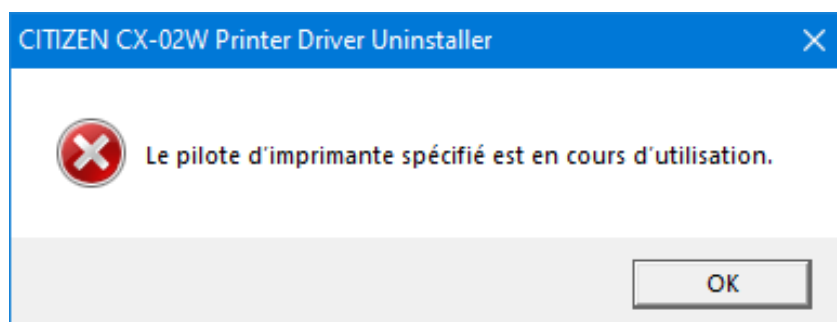 CITIZEN CX-02W Printer Driver Uninstaller
Le pilote d'imprimante spécifié est en cours d'utilisation.
OK